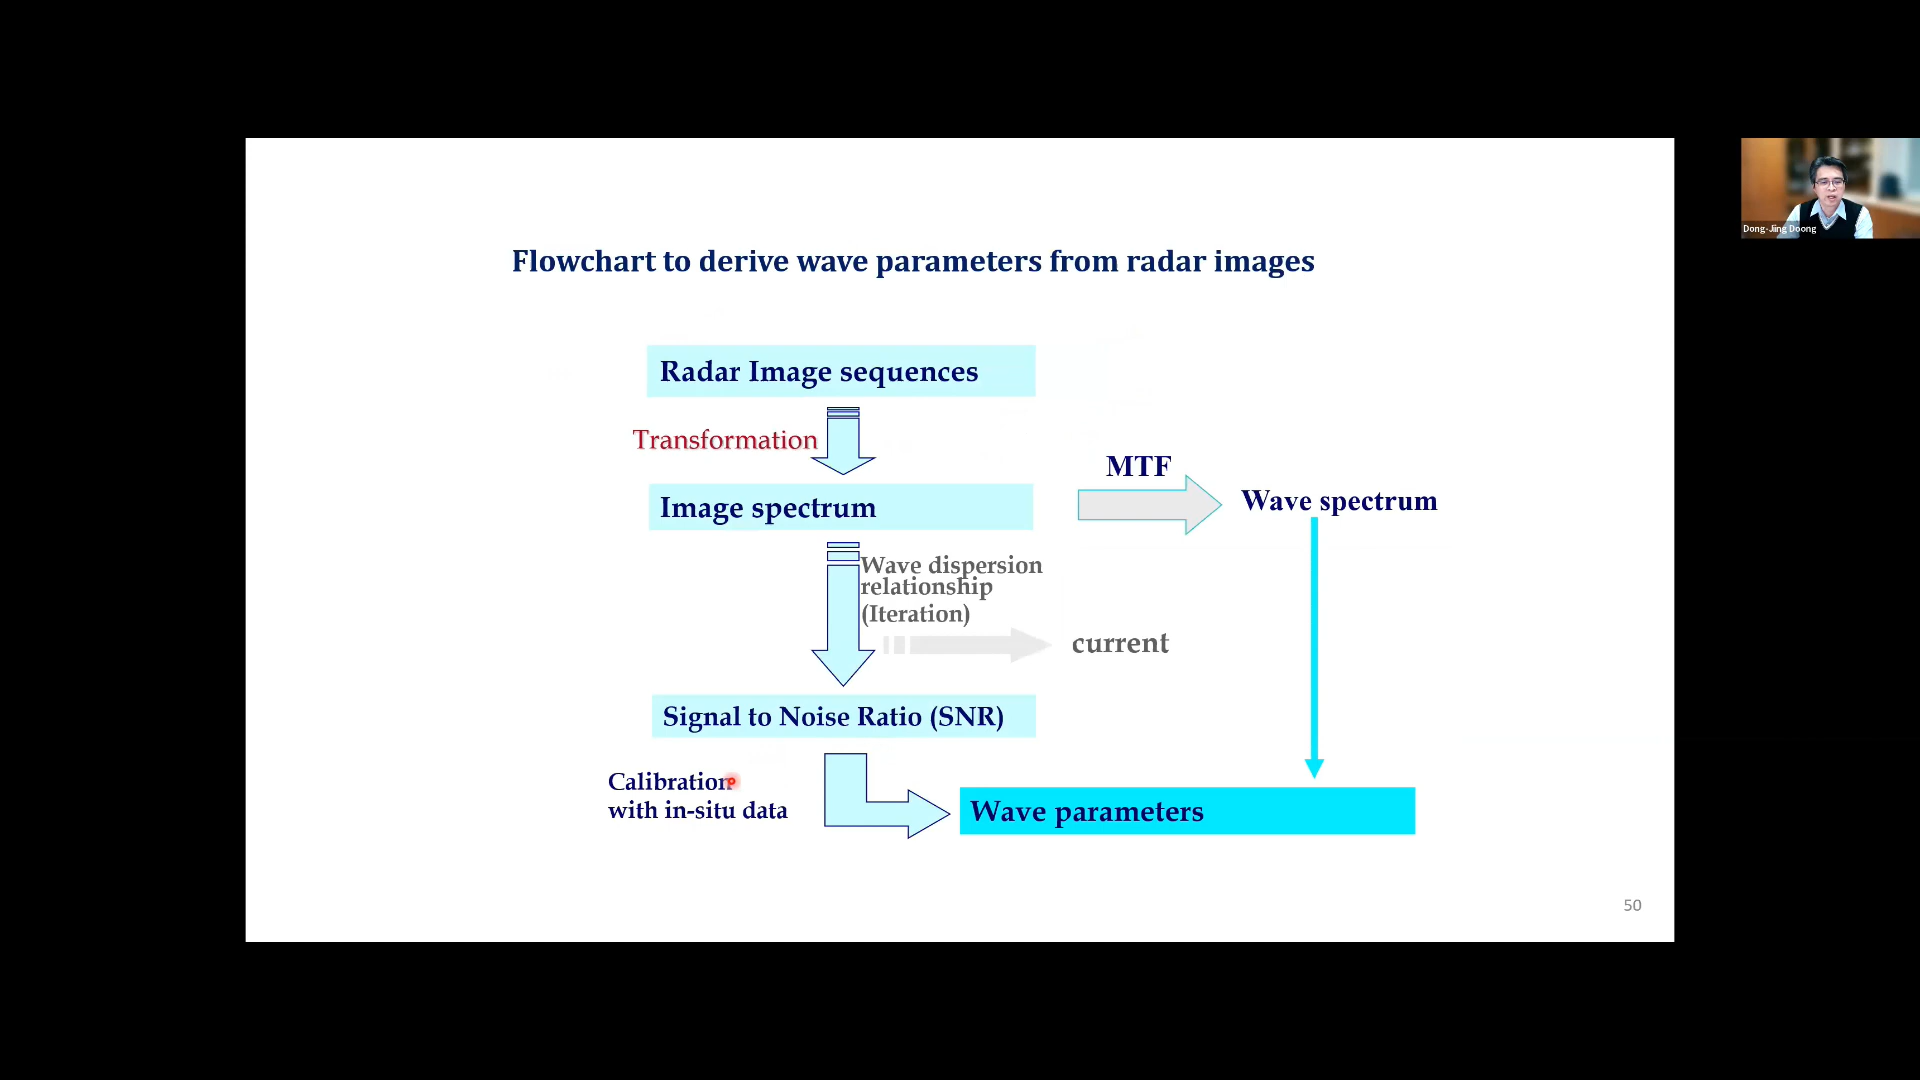 Flowchart to derive wave parameters from radar images
Radar Image sequences
Transformation
MTF
Image spectrum
Wave spectrum
Wave dispersion
relationship
(Iteration)
current
Signal to Noise Ratio (SNR)
Calibration
with in-situ data
Wave parameters
50
Dong-Jiing Doong